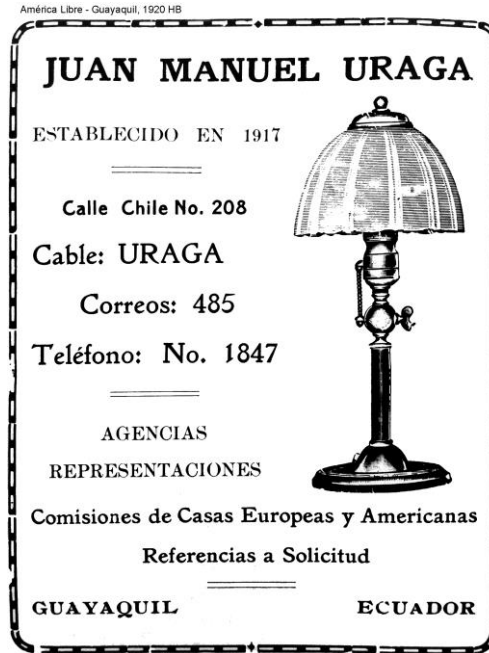 América Libre - Guayaquil, 1920 HB
JUAN MANUEL URAGA
ESTABLECIDO EN 1917
Calle Chile No. 208
Cable: URAGA
Correos: 485
Teléfono: No. 1847
AGENCIAS
REPRESENTACIONES
Comisiones de Casas Europeas y Americanas
Referencias a Solicitud
GUAYAQUIL ECUADOR